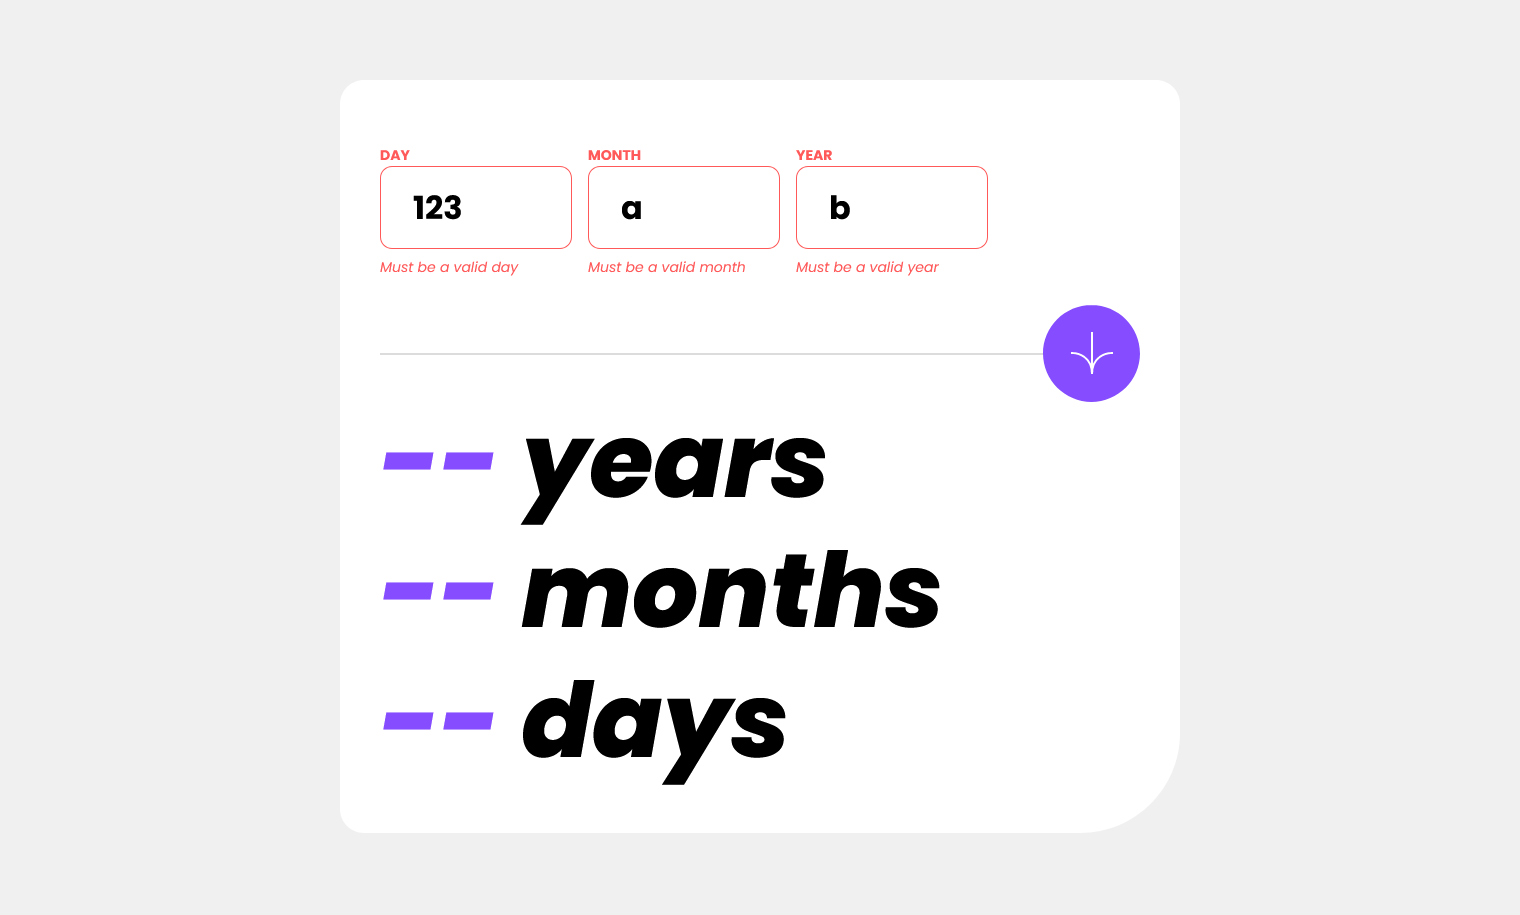 DAY MONTH YEAR
123 a b
Must be a valid day Must be a valid month Must be a valid year
-- years
-- months
-- days